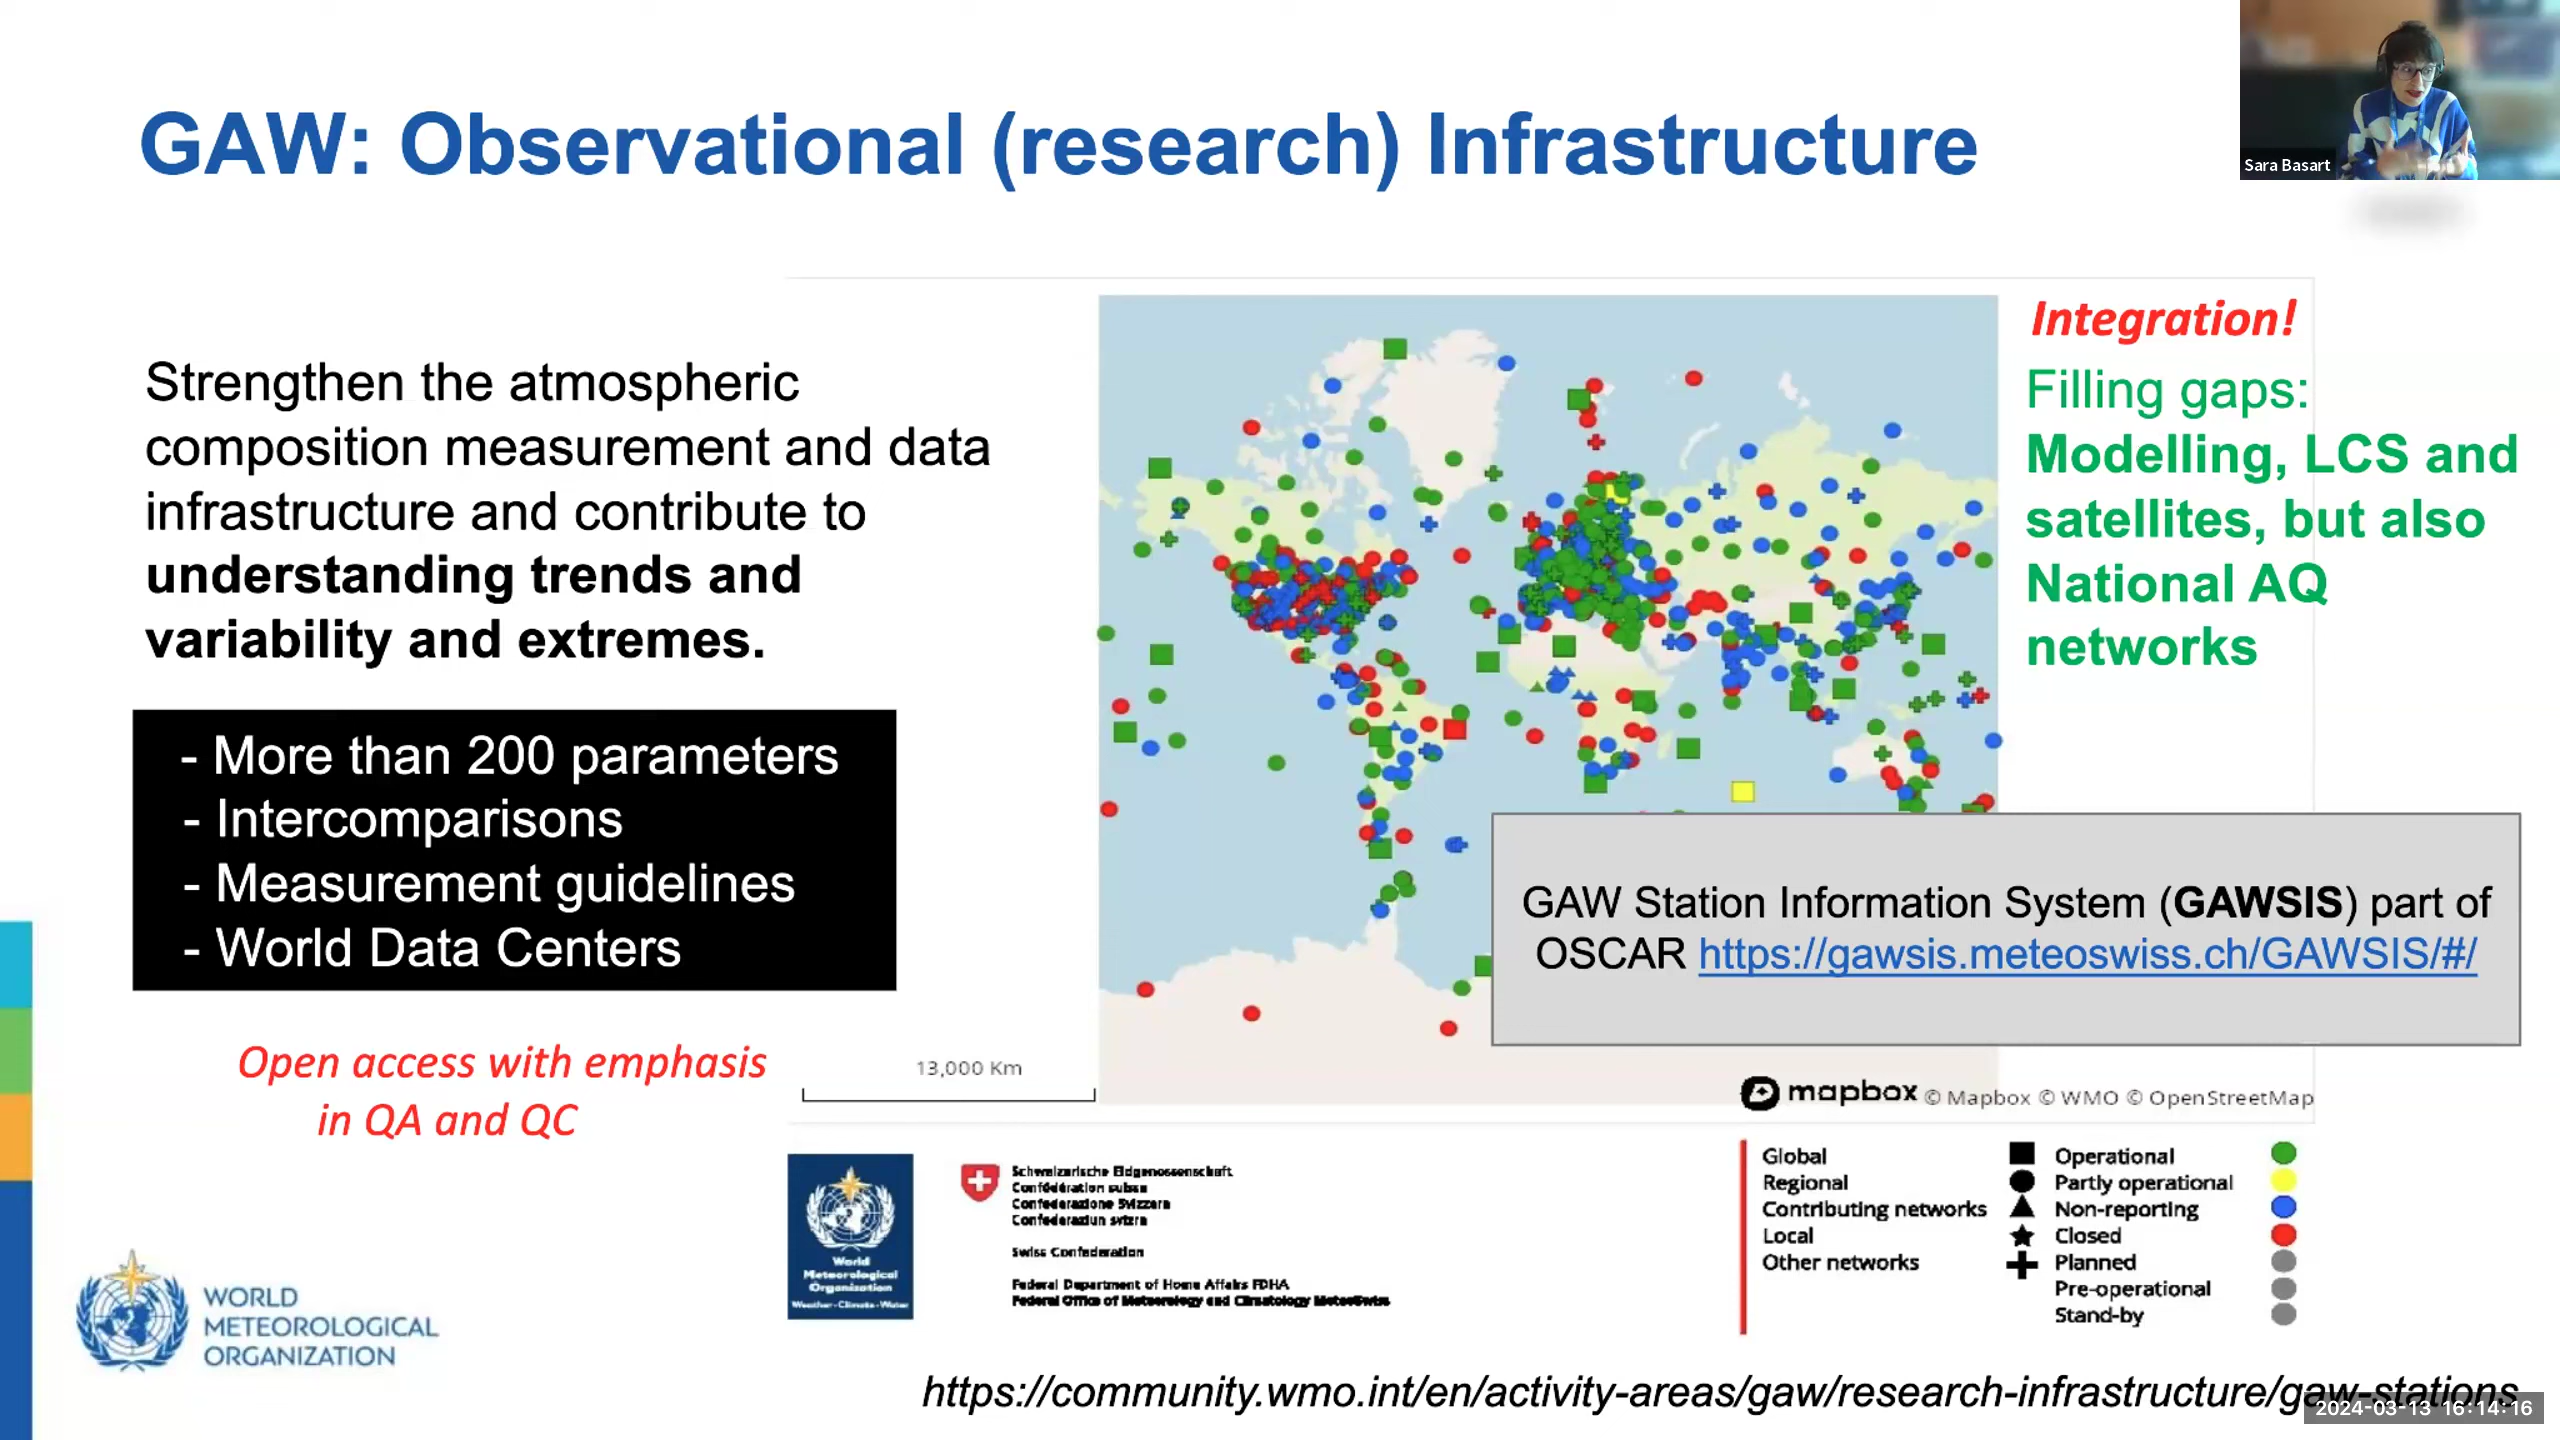 Sara Basart
GAW: Observational (research) Infrastructure
Strengthen the atmospheric
composition measurement and data
infrastructure and contribute to
understanding trends and
variability and extremes.
- More than 200 parameters
- Intercomparisons
- Measurement guidelines
- World Data Centers
Open access with emphasis
in QA and QC
Integration!
Filling gaps:
Modelling, LCS and
satellites, but also
National AQ
networks
GAW Station Information System (GAWSIS) part of
OSCAR https://gawsis.meteoswiss.ch/GAWSIS/#/
13,000 Km
mapbox © Mapbox © WMO © OpenStreetMap
World
Meteorological
Organization
Weather · Climate · Water
Schweizerische Eidgenossenschaft
Confédération suisse
Confederazione Svizzera
Confederaziun svizra
Swiss Confederation
Federal Department of Home Affairs FDHA
Federal Office of Meteorology and Climatology MeteoSwiss
Global
Regional
Contributing networks
Local
Other networks
Operational
Partly operational
Non-reporting
Closed
Planned
Pre-operational
Stand-by
WORLD
METEOROLOGICAL
ORGANIZATION
https://community.wmo.int/en/activity-areas/gaw/research-infrastructure/gaw-stations
2024-03-13 16:14:16